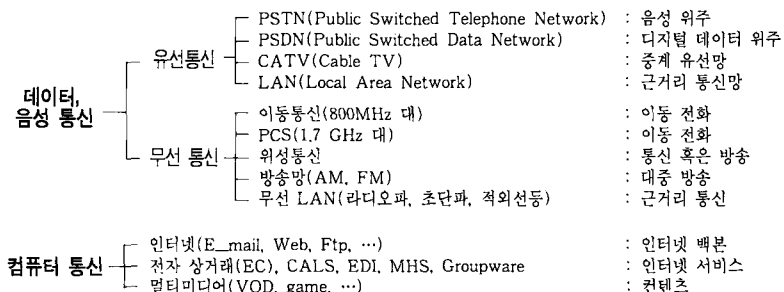 PSTN(Public Switched Telephone Network) : 음성 위주
PSDN(Public Switched Data Network) : 디지털 데이터 위주
유선통신
CATV(Cable TV) : 중계 유선망
LAN(Local Area Network) : 근거리 통신망
데이터,
음성 통신
이동통신(800MHz 대) : 이동 전화
PCS(1.7 GHz 대) : 이동 전화
무선 통신
위성통신 : 통신 혹은 방송
방송망(AM, FM) : 대중 방송
무선 LAN(라디오파, 초단파, 적외선등) : 근거리 통신
인터넷(E_mail, Web, Ftp, …) : 인터넷 백본
컴퓨터 통신
전자 상거래(EC), CALS, EDI, MHS, Groupware : 인터넷 서비스
멀티미디어(VOD, game, …) : 컨텐츠